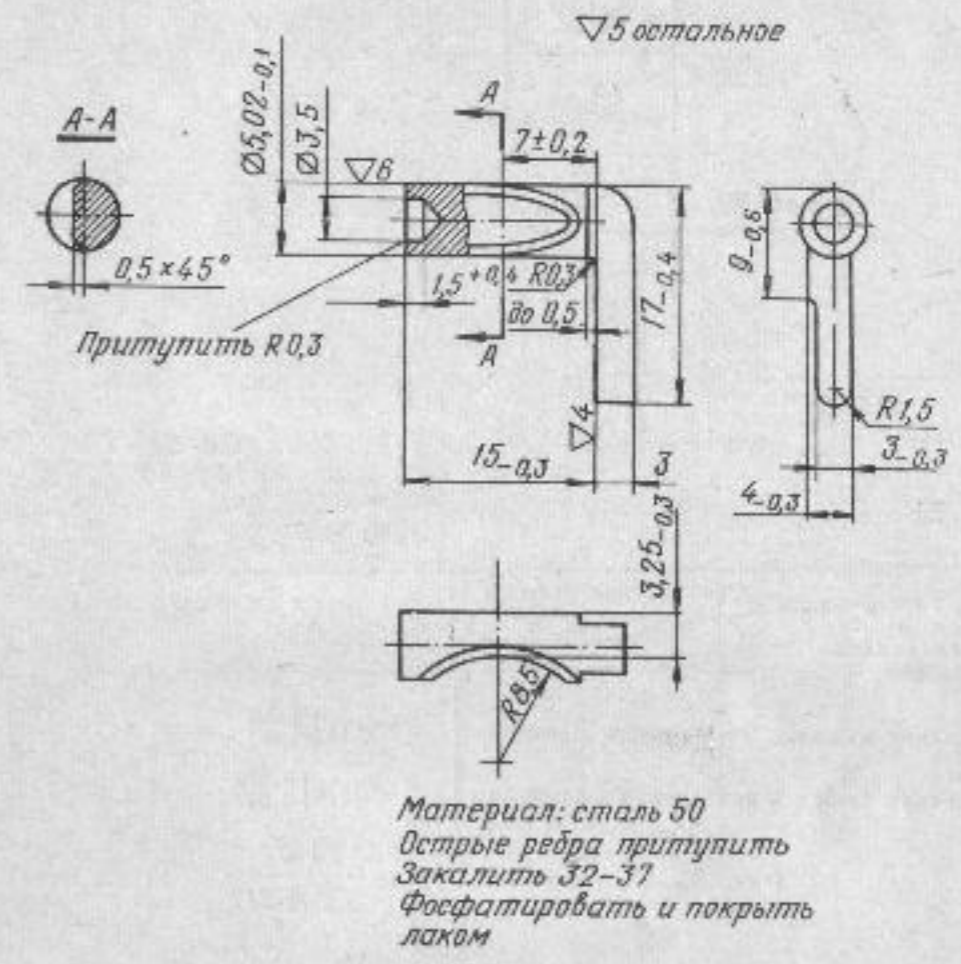 ▽5 остальное
А-А
Ø5,02-0,1
Ø3,5
▽6
А
7±0,2
0,5×45°
1,5+0,4
R0,3
до 0,5
17-0,4
9-0,6
Притупить R0,3
А
▽4
R1,5
3-0,3
4-0,3
15-0,3
3
3,25-0,3
R8,5
Материал: сталь 50
Острые ребра притупить
Закалить 32-37
Фосфатировать и покрыть
лаком